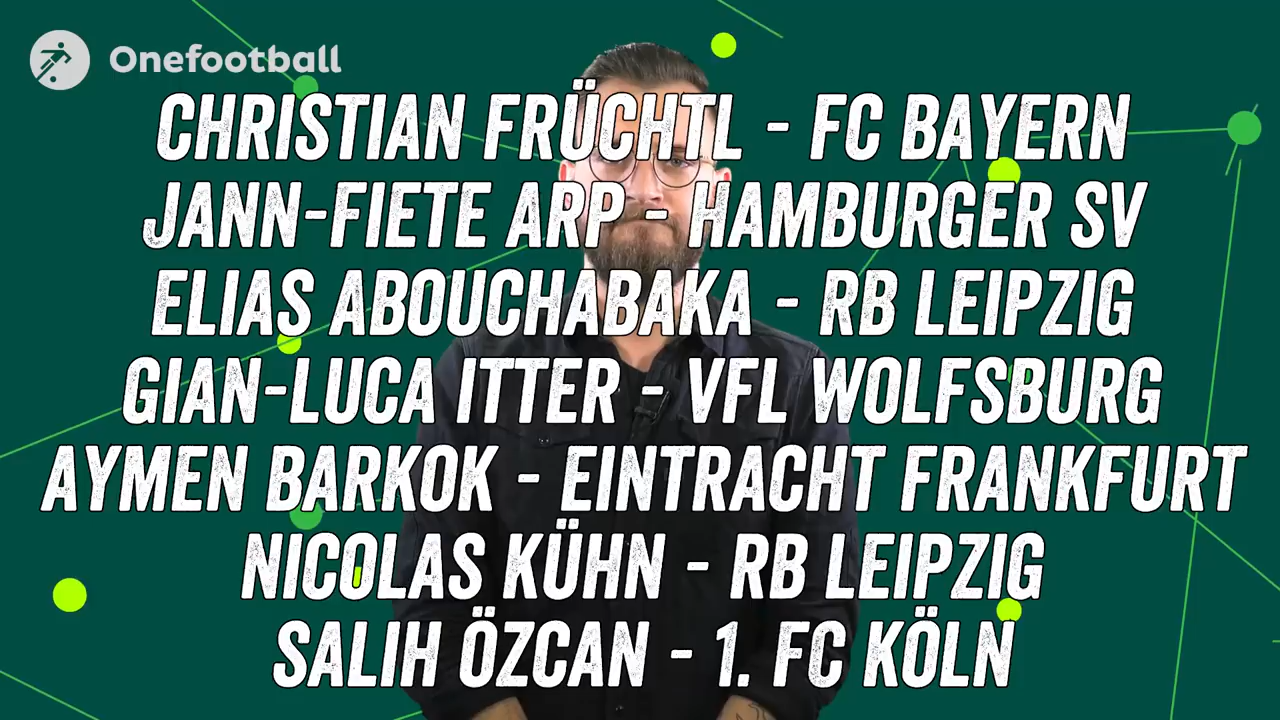 Onefootball
CHRISTIAN FRÜCHTL - FC BAYERN
JANN-FIETE ARP - HAMBURGER SV
ELIAS ABOUCHABAKA - RB LEIPZIG
GIAN-LUCA ITTER - VFL WOLFSBURG
AYMEN BARKOK - EINTRACHT FRANKFURT
NICOLAS KÜHN - RB LEIPZIG
SALIH ÖZCAN - 1. FC KÖLN